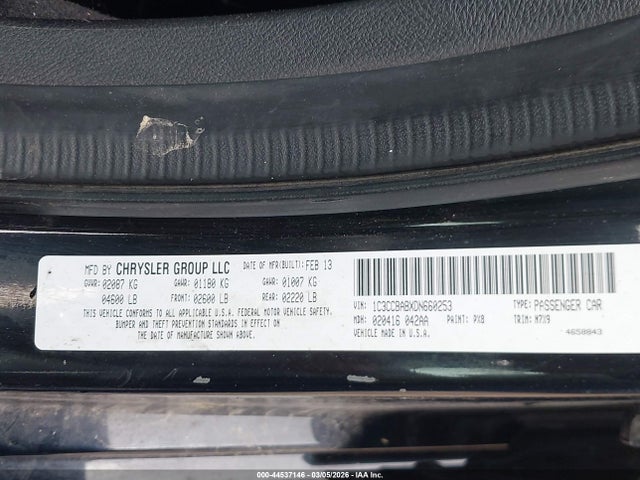 MFD BY CHRYSLER GROUP LLC DATE OF MFR(BUILT): FEB 13
GVWR: 02087 KG GAWR: 01180 KG GAWR: 01007 KG
04600 LB FRONT: 02600 LB REAR: 02220 LB
THIS VEHICLE CONFORMS TO ALL APPLICABLE U.S.A. FEDERAL MOTOR VEHICLE SAFETY,
BUMPER AND THEFT PREVENTION STANDARDS IN EFFECT ON
THE DATE OF MANUFACTURE SHOWN ABOVE.
VIN: 1C3CCBABXDN660253 TYPE: PASSENGER CAR
MDH: 020416 042AA PAINT: PX8 TRIM: H7X9
VEHICLE MADE IN U.S.A. 4658843
000-44537146 | 03/05/2026 | IAA Inc.